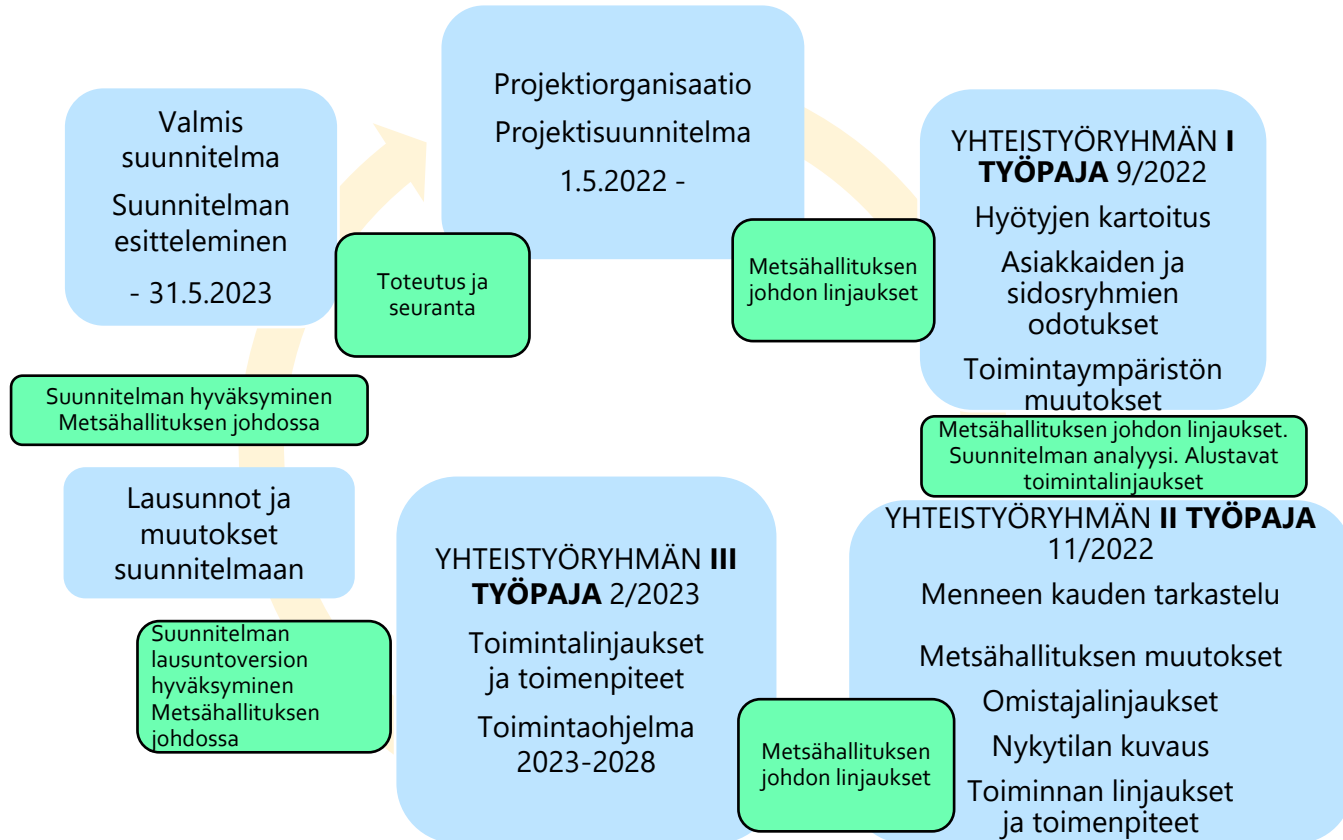 Projektiorganisaatio
Projektisuunnitelma
1.5.2022 -
Metsähallituksen
johdon linjaukset
YHTEISTYÖRYHMÄN I
TYÖPAJA 9/2022
Hyötyjen kartoitus
Asiakkaiden ja
sidosryhmien
odotukset
Toimintaympäristön
muutokset
Metsähallituksen johdon linjaukset.
Suunnitelman analyysi. Alustavat
toimintalinjaukset
YHTEISTYÖRYHMÄN II TYÖPAJA
11/2022
Menneen kauden tarkastelu
Metsähallituksen muutokset
Omistajalinjaukset
Nykytilan kuvaus
Toiminnan linjaukset
ja toimenpiteet
Metsähallituksen
johdon linjaukset
YHTEISTYÖRYHMÄN III
TYÖPAJA 2/2023
Toimintalinjaukset
ja toimenpiteet
Toimintaohjelma
2023-2028
Suunnitelman
lausuntoversion
hyväksyminen
Metsähallituksen
johdossa
Lausunnot ja
muutokset
suunnitelmaan
Suunnitelman hyväksyminen
Metsähallituksen johdossa
Valmis
suunnitelma
Suunnitelman
esitteleminen
- 31.5.2023
Toteutus ja
seuranta